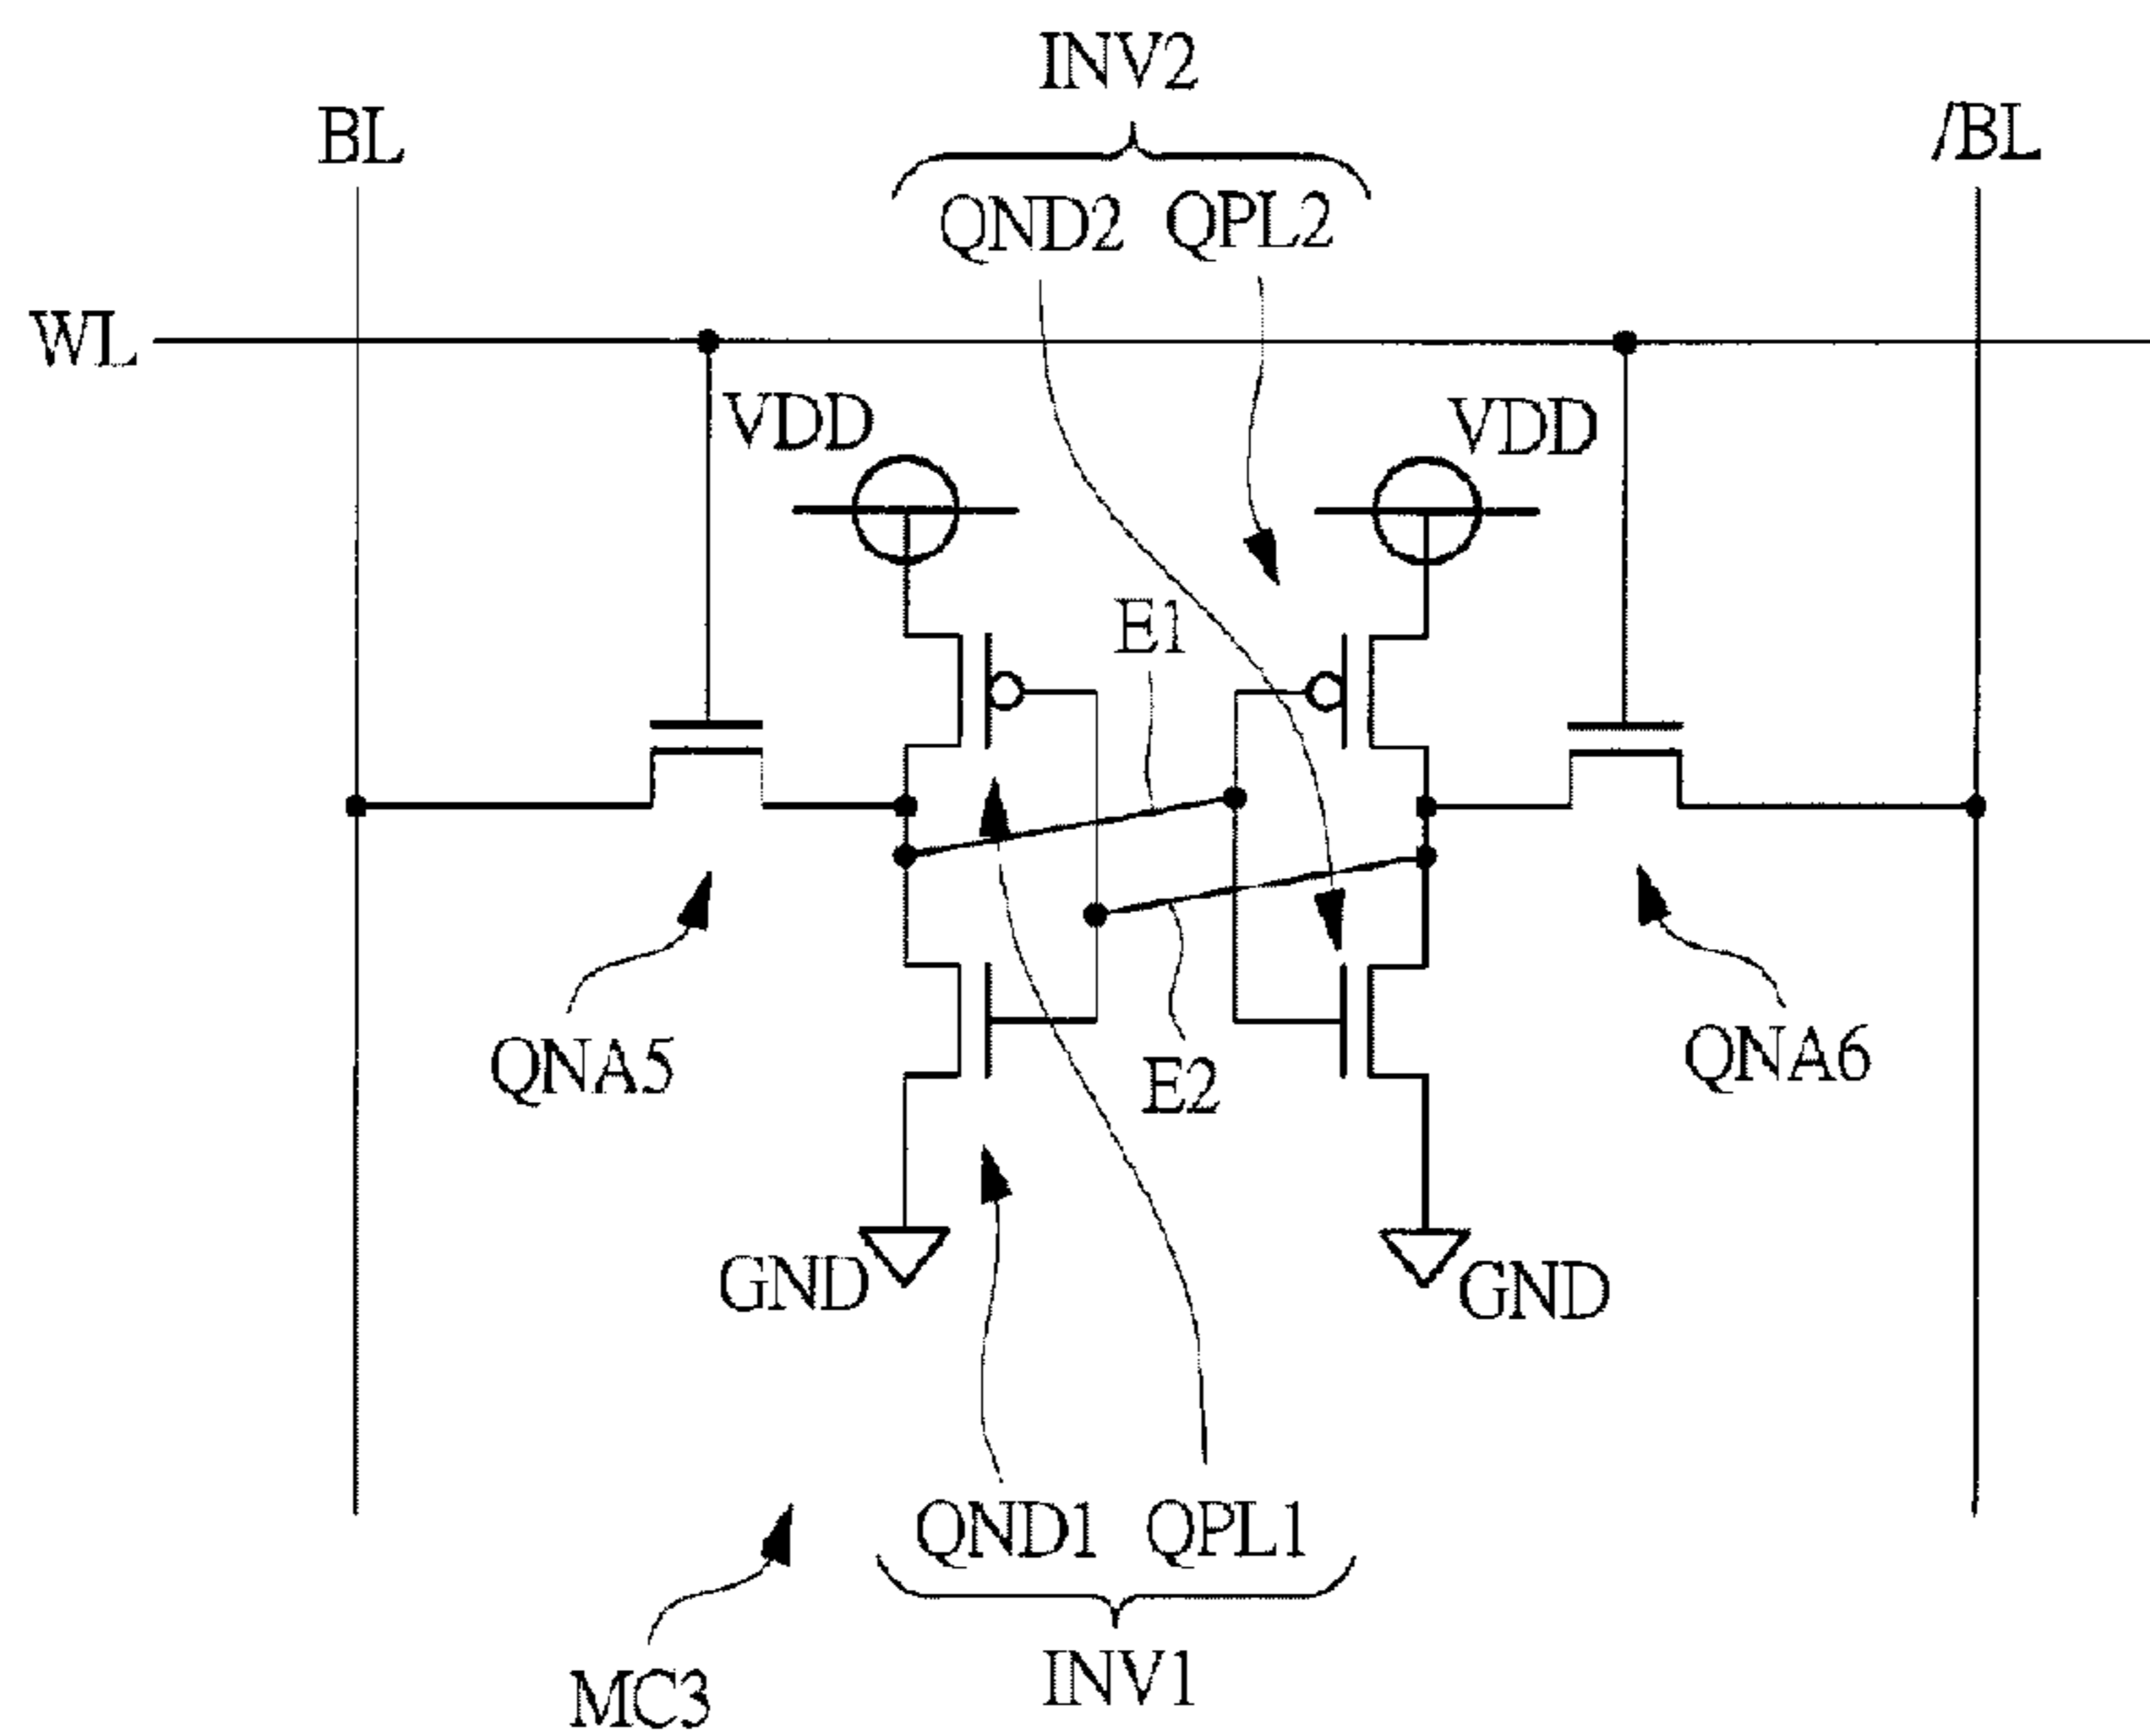 INV2
BL
/BL
QND2 QPL2
WL
VDD
VDD
E1
QNA5
E2
QNA6
GND
GND
QND1 QPL1
MC3
INV1